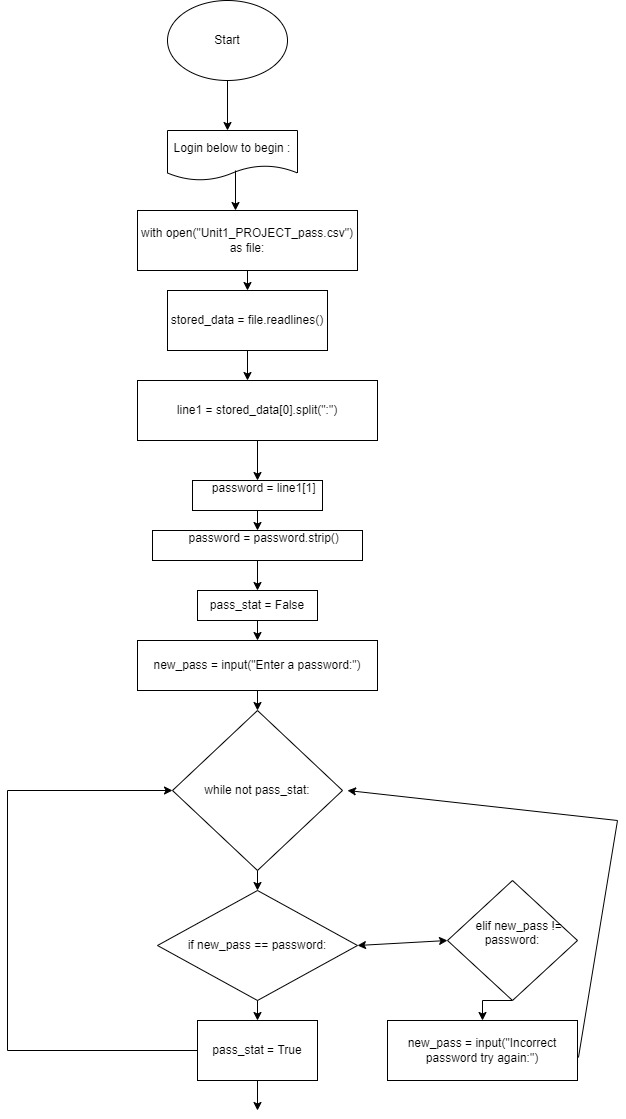 Start
Login below to begin :
with open("Unit1_PROJECT_pass.csv")
as file:
stored_data = file.readlines()
line1 = stored_data[0].split(":")
password = line1[1]
password = password.strip()
pass_stat = False
new_pass = input("Enter a password:")
while not pass_stat:
if new_pass == password:
elif new_pass !=
password:
pass_stat = True
new_pass = input("Incorrect
password try again:")